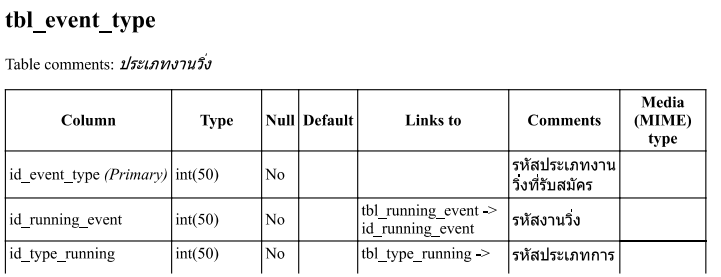 tbl_event_type
Table comments: ประเภทงานวิ่ง
Column Type Null Default Links to Comments Media (MIME) type
id_event_type (Primary) int(50) No รหัสประเภทงาน
วิ่งที่รับสมัคร
id_running_event int(50) No tbl_running_event -> id_running_event รหัสงานวิ่ง
id_type_running int(50) No tbl_type_running -> รหัสประเภทการ